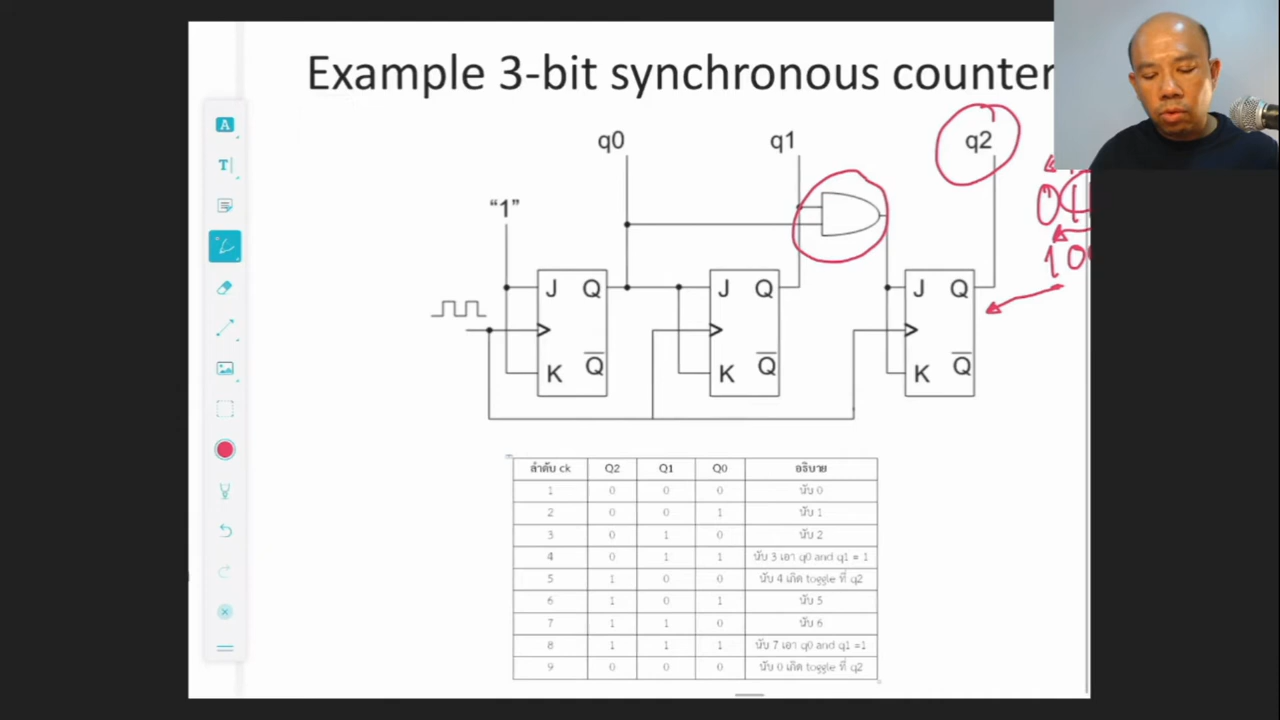 Example 3-bit synchronous counter
q0 q1 q2
"1"
J Q J Q J Q
K Q̅ K Q̅ K Q̅
ลำดับ ck Q2 Q1 Q0 อธิบาย
1 0 0 0 นับ 0
2 0 0 1 นับ 1
3 0 1 0 นับ 2
4 0 1 1 นับ 3 เอา q0 and q1 = 1
5 1 0 0 นับ 4 เกิด toggle ที่ q2
6 1 0 1 นับ 5
7 1 1 0 นับ 6
8 1 1 1 นับ 7 เอา q0 and q1 =1
9 0 0 0 นับ 0 เกิด toggle ที่ q2